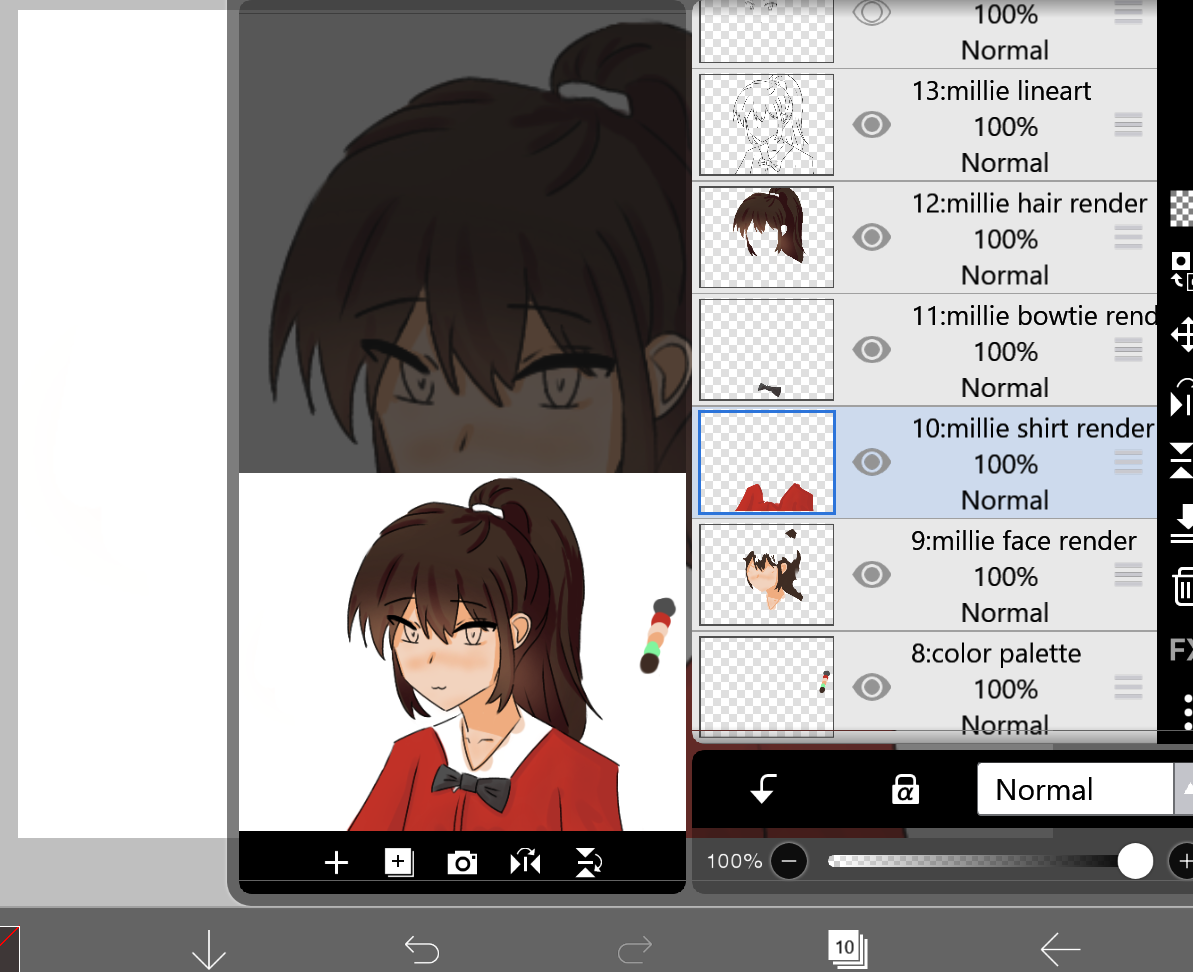 100%
Normal
13:millie lineart
100%
Normal
12:millie hair render
100%
Normal
11:millie bowtie rend
100%
Normal
10:millie shirt render
100%
Normal
9:millie face render
100%
Normal
8:color palette
100%
Normal
α
Normal
100%
FX
10